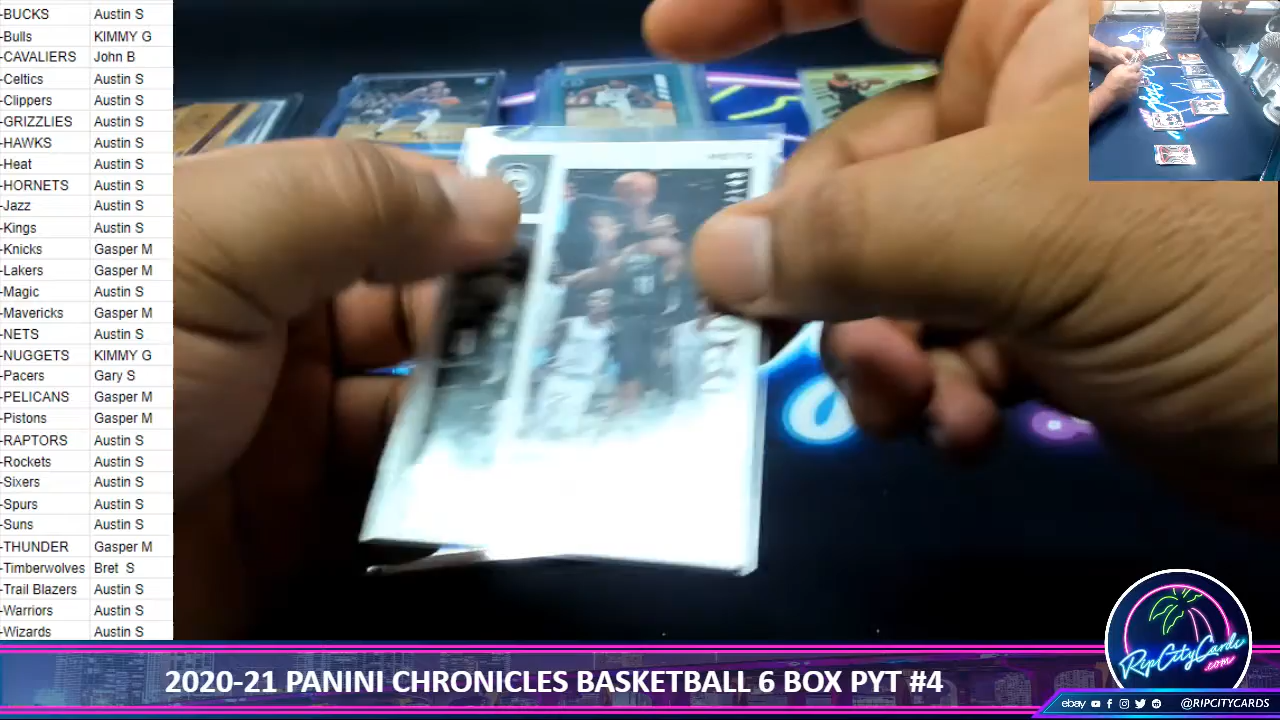 -BUCKS Austin S
-Bulls KIMMY G
-CAVALIERS John B
-Celtics Austin S
-Clippers Austin S
-GRIZZLIES Austin S
-HAWKS Austin S
-Heat Austin S
-HORNETS Austin S
-Jazz Austin S
-Kings Austin S
-Knicks Gasper M
-Lakers Gasper M
-Magic Austin S
-Mavericks Gasper M
-NETS Austin S
-NUGGETS KIMMY G
-Pacers Gary S
-PELICANS Gasper M
-Pistons Gasper M
-RAPTORS Austin S
-Rockets Austin S
-Sixers Austin S
-Spurs Austin S
-Suns Austin S
-THUNDER Gasper M
-Timberwolves Bret S
-Trail Blazers Austin S
-Warriors Austin S
-Wizards Austin S
RipCityCards
.com
2020-21 PANINI CHRONICLES BASKETBALL 6 BOX PYT #4
ebay @RIPCITYCARDS